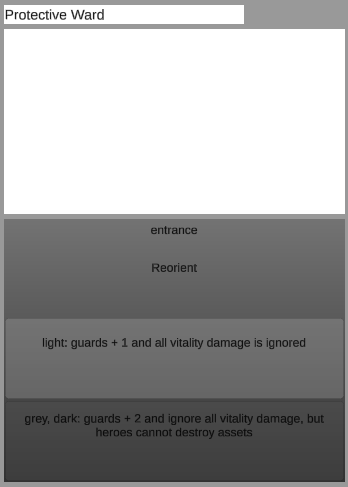 Protective Ward
entrance
Reorient
light: guards + 1 and all vitality damage is ignored
grey, dark: guards + 2 and ignore all vitality damage, but
heroes cannot destroy assets